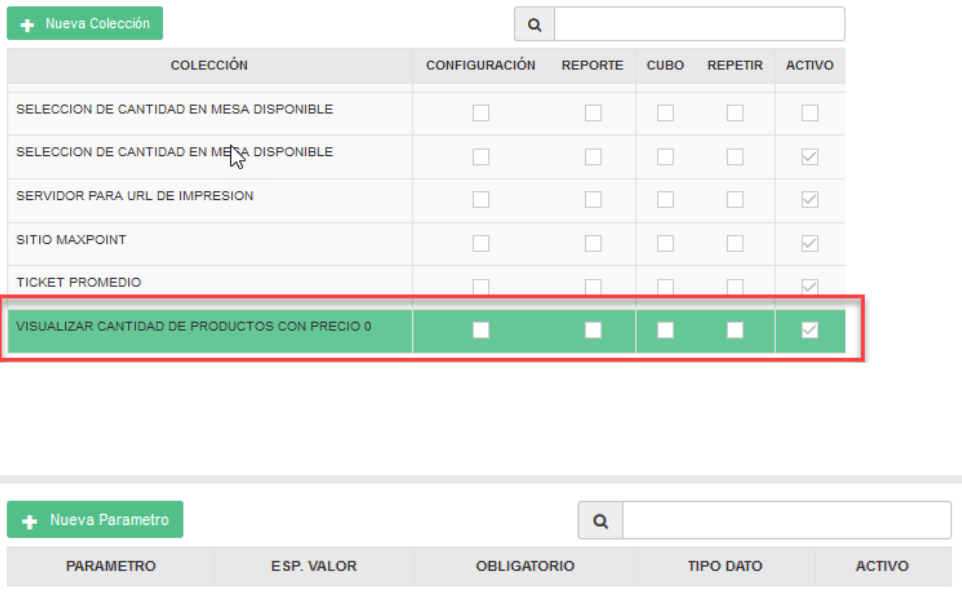 Nueva Colección
COLECCIÓN CONFIGURACIÓN REPORTE CUBO REPETIR ACTIVO
SELECCION DE CANTIDAD EN MESA DISPONIBLE
SELECCION DE CANTIDAD EN MESA DISPONIBLE
SERVIDOR PARA URL DE IMPRESION
SITIO MAXPOINT
TICKET PROMEDIO
VISUALIZAR CANTIDAD DE PRODUCTOS CON PRECIO 0
Nueva Parametro
PARAMETRO ESP. VALOR OBLIGATORIO TIPO DATO ACTIVO